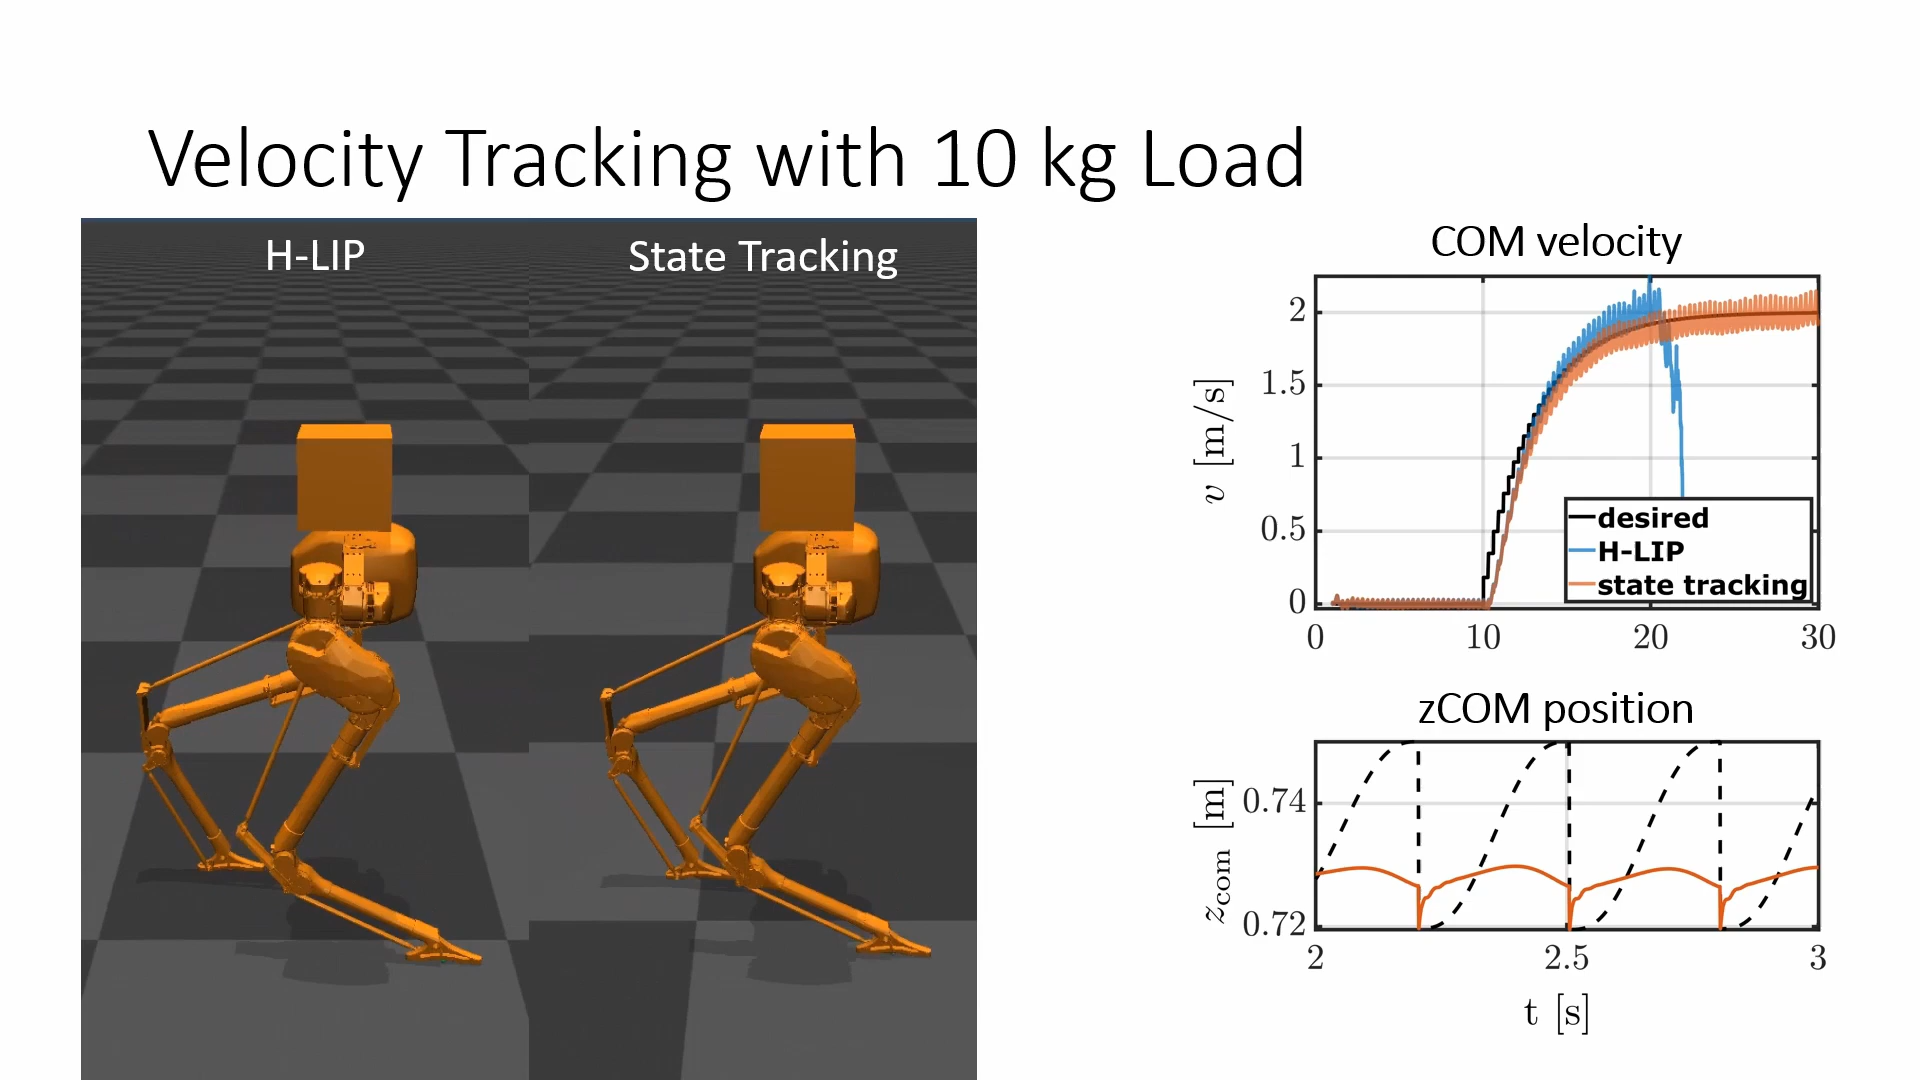 Velocity Tracking with 10 kg Load
H-LIP
State Tracking
COM velocity
v [m/s]
2
1.5
1
0.5
0
desired
H-LIP
state tracking
0 10 20 30
zCOM position
z_com [m]
0.74
0.72
2 2.5 3
t [s]